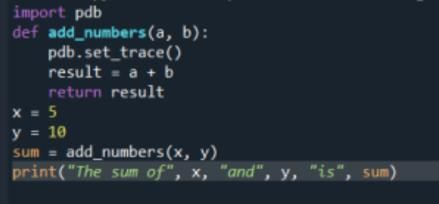 import pdb
def add_numbers(a, b):
    pdb.set_trace()
    result = a + b
    return result
x = 5
y = 10
sum = add_numbers(x, y)
print("The sum of", x, "and", y, "is", sum)